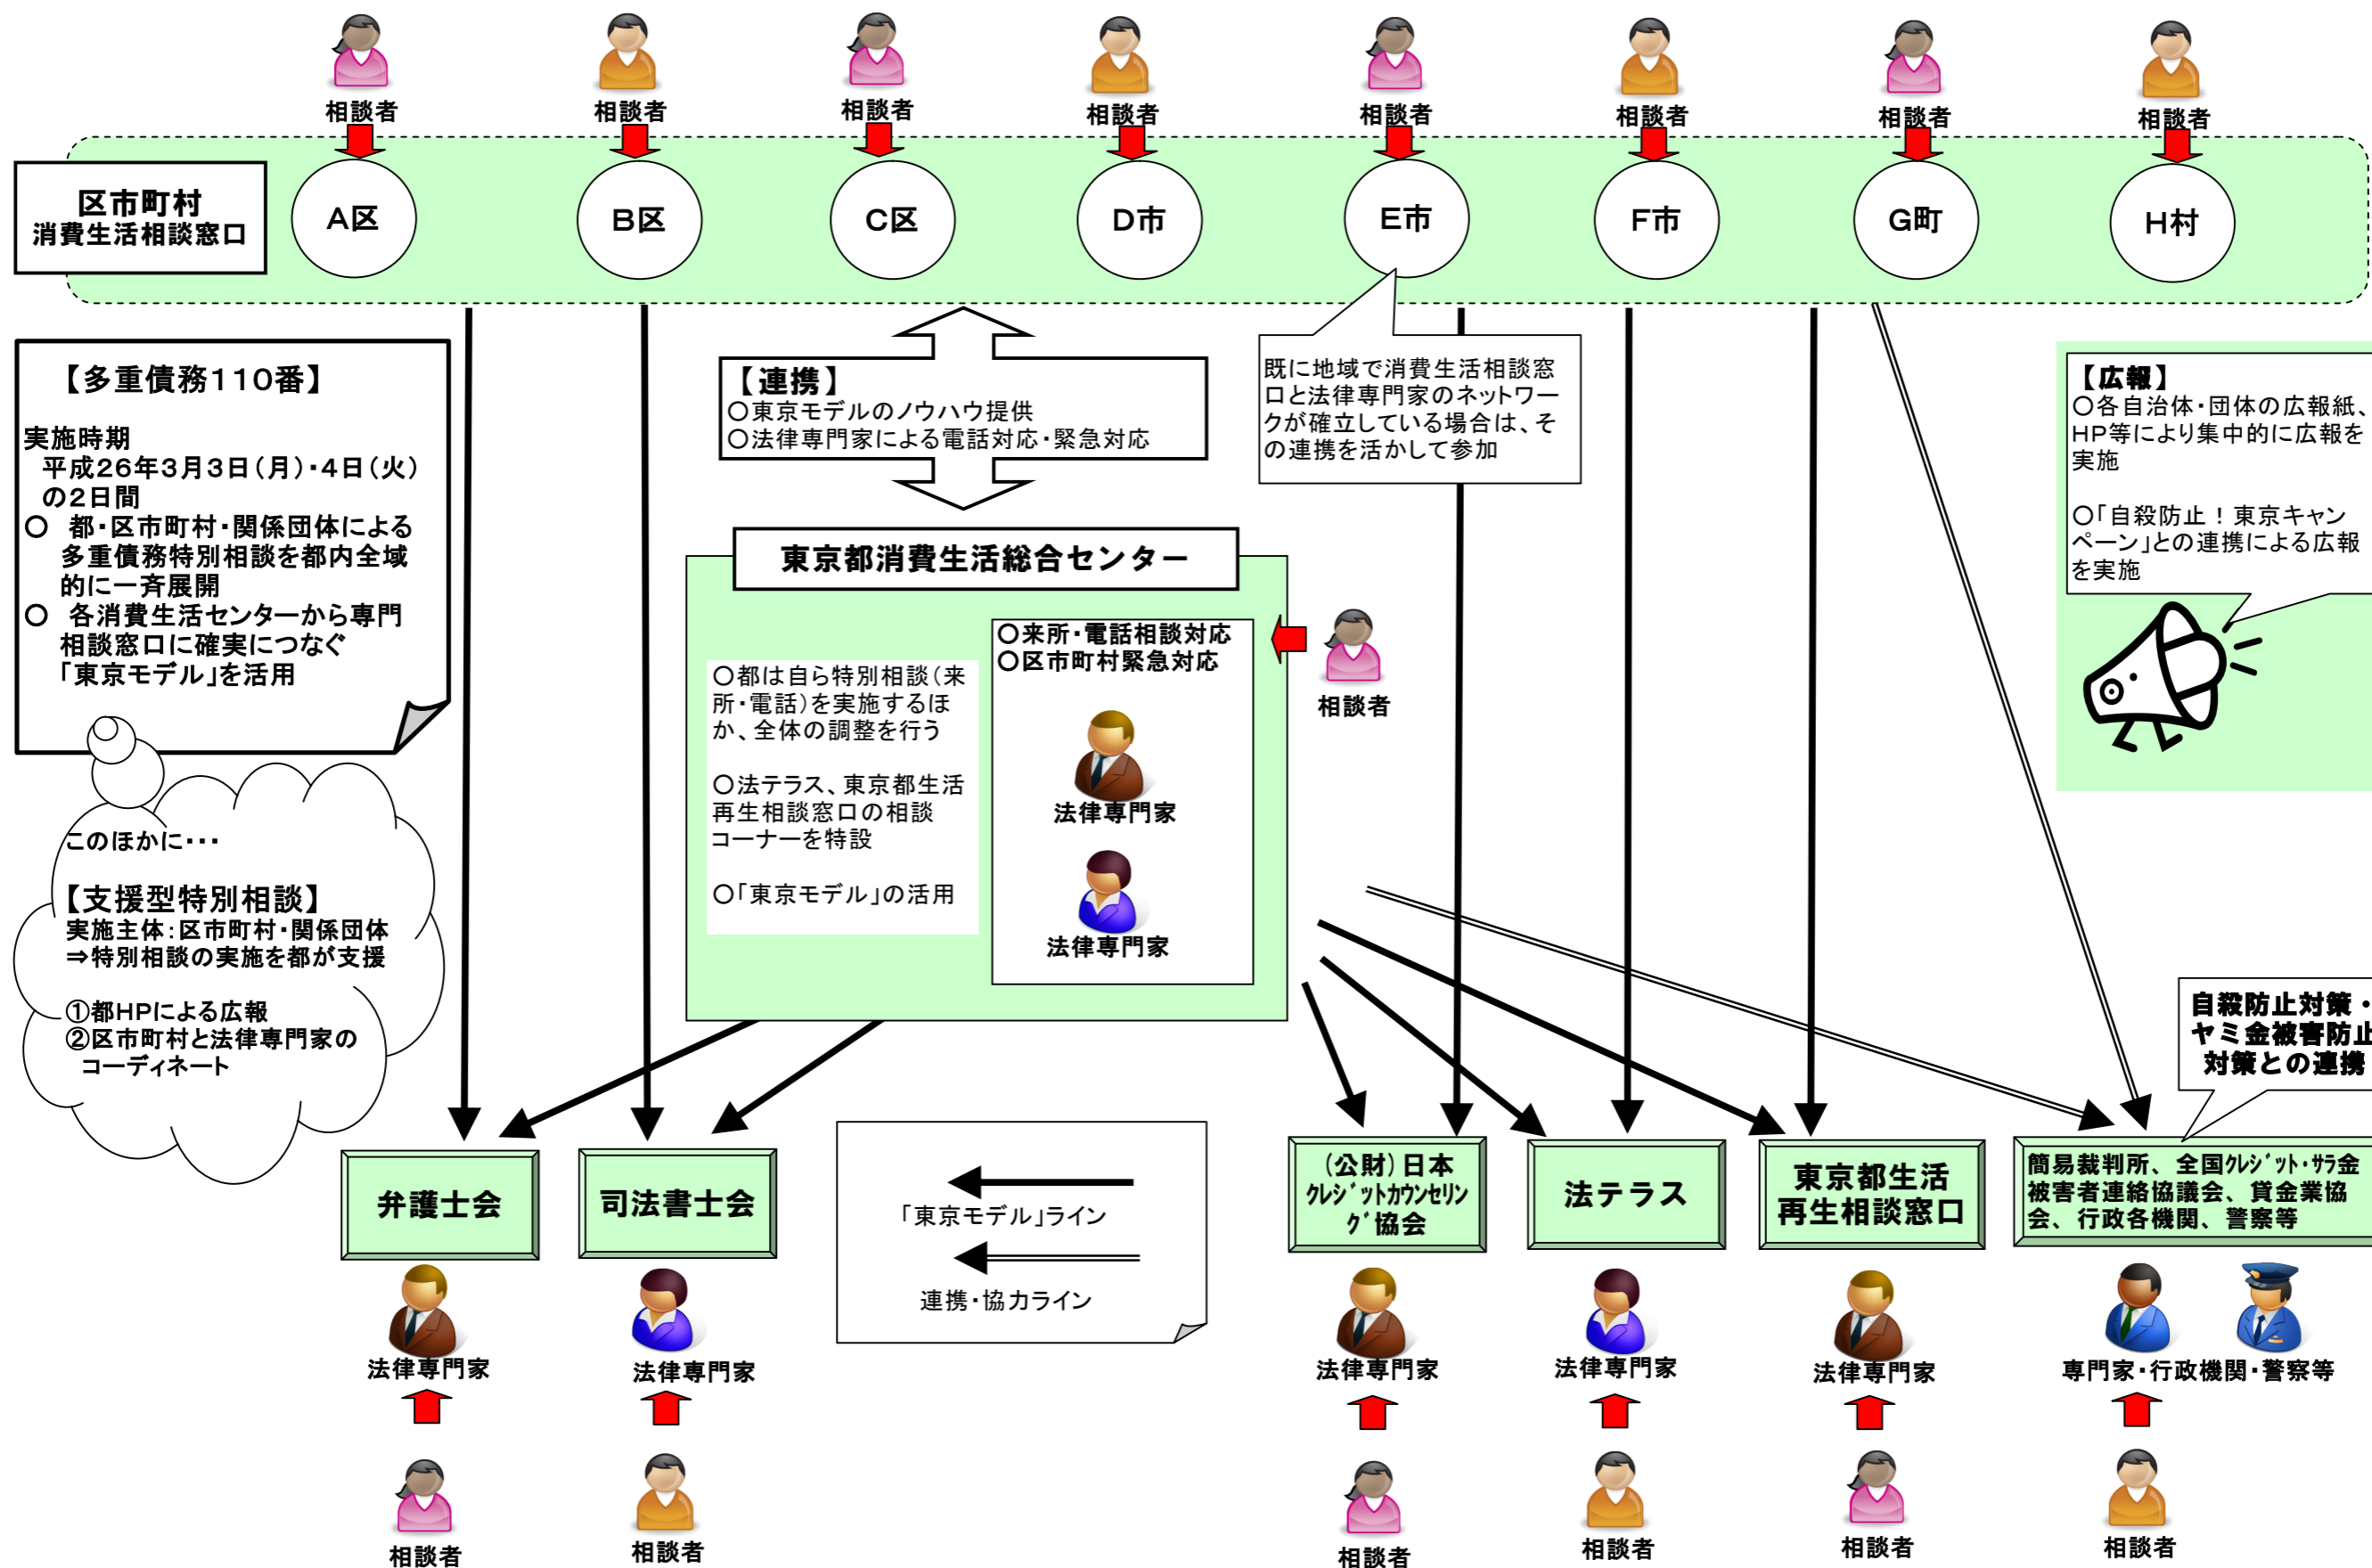 相談者
相談者
相談者
相談者
相談者
相談者
相談者
相談者
区市町村
消費生活相談窓口
A区
B区
C区
D市
E市
F市
G町
H村
【多重債務110番】
実施時期
平成26年3月3日(月)・4日(火)
の2日間
○ 都・区市町村・関係団体による
多重債務特別相談を都内全域
的に一斉展開
○ 各消費生活センターから専門
相談窓口に確実につなぐ
「東京モデル」を活用
【連携】
○東京モデルのノウハウ提供
○法律専門家による電話対応・緊急対応
既に地域で消費生活相談窓
口と法律専門家のネットワー
クが確立している場合は、そ
の連携を活かして参加
【広報】
○各自治体・団体の広報紙、
HP等により集中的に広報を
実施
○「自殺防止!東京キャン
ペーン」との連携による広報
を実施
東京都消費生活総合センター
○都は自ら特別相談(来
所・電話)を実施するほ
か、全体の調整を行う
○法テラス、東京都生活
再生相談窓口の相談
コーナーを特設
○「東京モデル」の活用
○来所・電話相談対応
○区市町村緊急対応
法律専門家
法律専門家
相談者
このほかに・・・
【支援型特別相談】
実施主体:区市町村・関係団体
⇒特別相談の実施を都が支援
①都HPによる広報
②区市町村と法律専門家の
コーディネート
自殺防止対策・
ヤミ金被害防止
対策との連携
弁護士会
司法書士会
「東京モデル」ライン
連携・協力ライン
(公財)日本
クレジットカウンセリン
グ協会
法テラス
東京都生活
再生相談窓口
簡易裁判所、全国クレジット・サラ金
被害者連絡協議会、貸金業協
会、行政各機関、警察等
法律専門家
法律専門家
法律専門家
法律専門家
法律専門家
専門家・行政機関・警察等
相談者
相談者
相談者
相談者
相談者
相談者